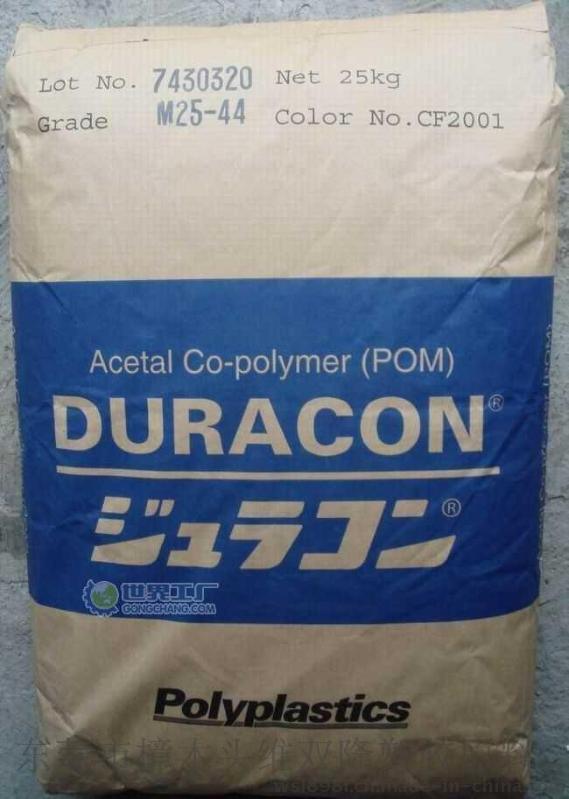 Lot No. 7430320 Net 25kg
Grade M25-44 Color No.CF2001
Acetal Co-polymer (POM)
DURACON®
ジュラコン®
世界工厂
GONGCHANG.COM
Polyplastics